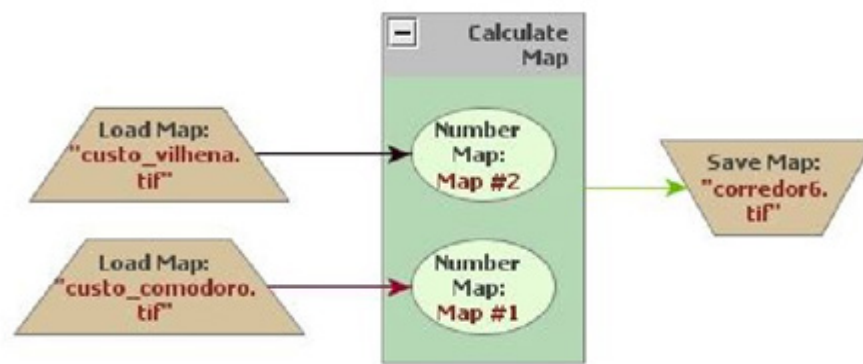 Calculate
Map
Load Map:
"custo_vilhena.
tif"
Number
Map:
Map #2
Save Map:
"corredor6.
tif"
Load Map:
"custo_comodoro.
tif"
Number
Map:
Map #1